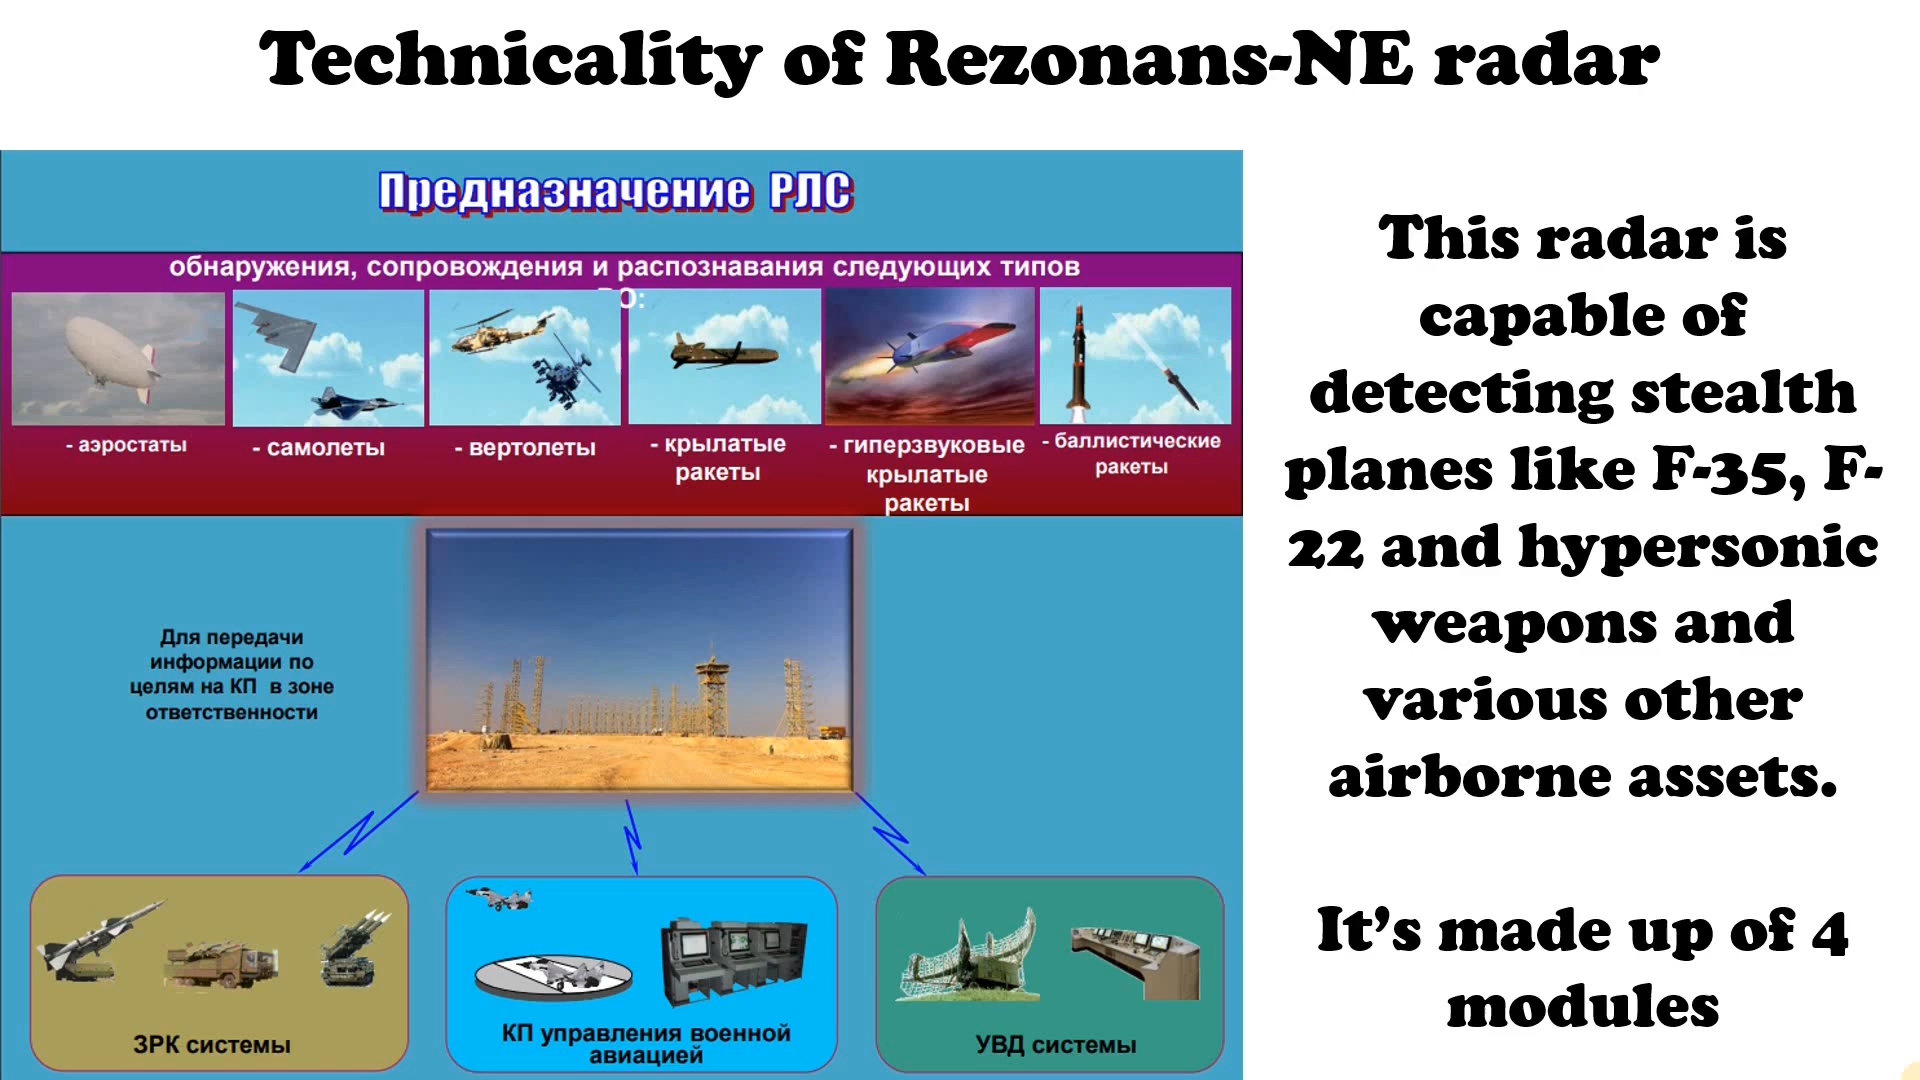 Technicality of Rezonans-NE radar
Предназначение РЛС
обнаружения, сопровождения и распознавания следующих типов
ВО:
- аэростаты
- самолеты
- вертолеты
- крылатые
ракеты
- гиперзвуковые
крылатые
ракеты
- баллистические
ракеты
Для передачи
информации по
целям на КП в зоне
ответственности
ЗРК системы
КП управления военной
авиацией
УВД системы
This radar is
capable of
detecting stealth
planes like F-35, F-
22 and hypersonic
weapons and
various other
airborne assets.
It's made up of 4
modules